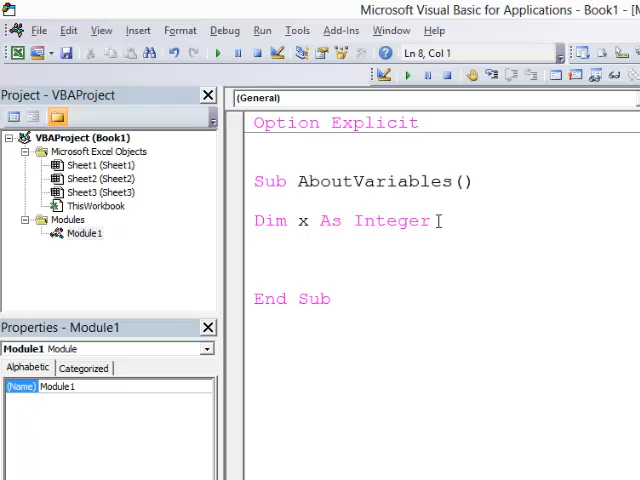 Microsoft Visual Basic for Applications - Book1 - [M
File Edit View Insert Format Debug Run Tools Add-Ins Window Help
Ln 8, Col 1
Project - VBAProject
(General)
VBAProject (Book1)
Microsoft Excel Objects
Sheet1 (Sheet1)
Sheet2 (Sheet2)
Sheet3 (Sheet3)
ThisWorkbook
Modules
Module1
Option Explicit
Sub AboutVariables()
Dim x As Integer
End Sub
Properties - Module1
Module1 Module
Alphabetic Categorized
(Name) Module1